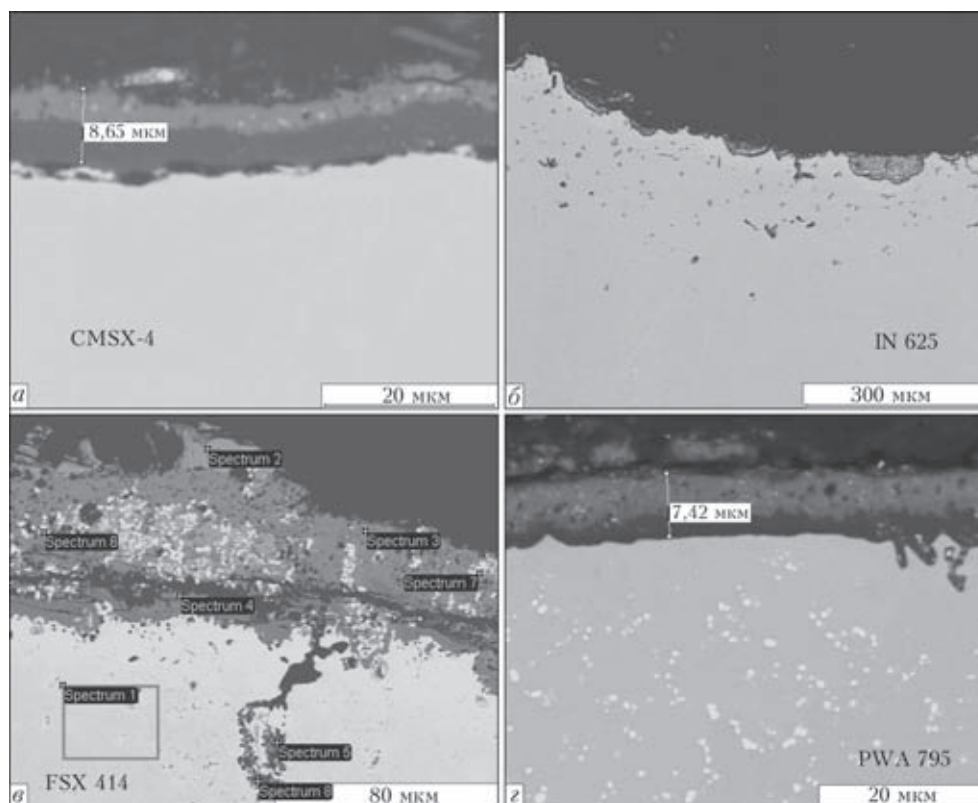 8,65 мкм
CMSX-4
а
20 мкм
IN 625
б
300 мкм
Spectrum 2
Spectrum 6
Spectrum 3
Spectrum 7
Spectrum 4
Spectrum 1
Spectrum 5
FSX 414
Spectrum 8
в
80 мкм
7,42 мкм
PWA 795
г
20 мкм